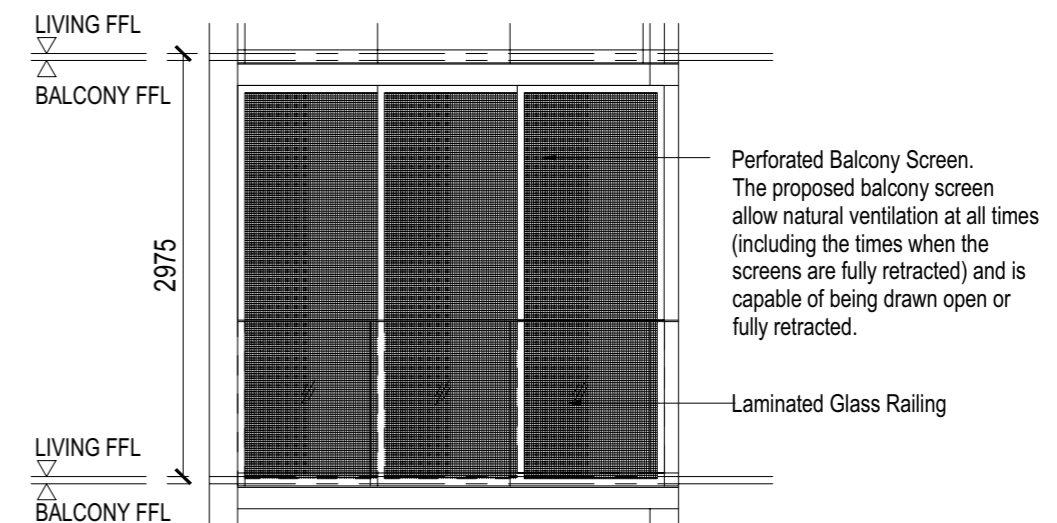 LIVING FFL
BALCONY FFL
2975
Perforated Balcony Screen.
The proposed balcony screen
allow natural ventilation at all times
(including the times when the
screens are fully retracted) and is
capable of being drawn open or
fully retracted.
Laminated Glass Railing
LIVING FFL
BALCONY FFL